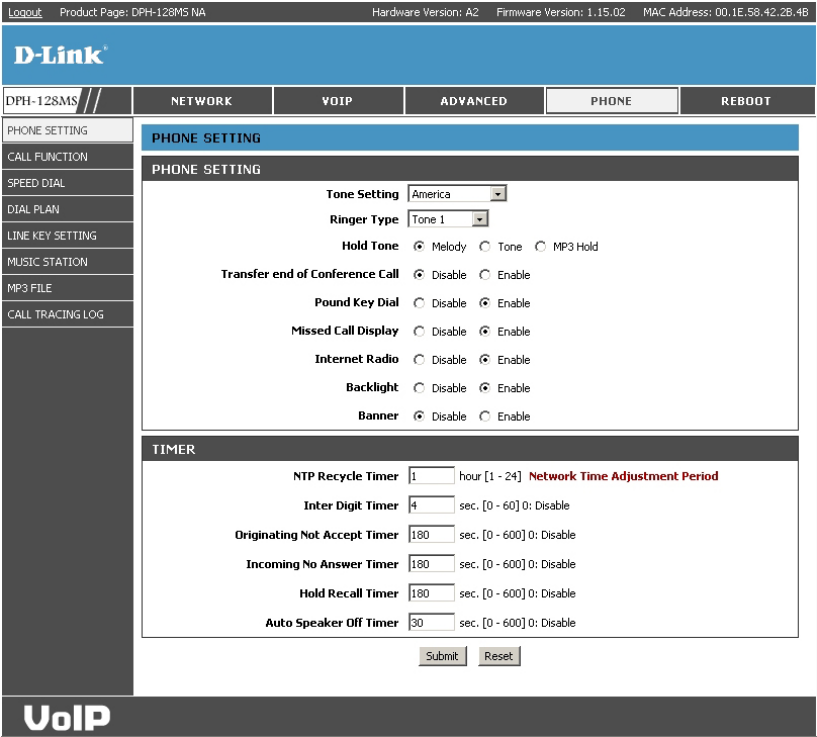 Logout Product Page: DPH-128MS NA Hardware Version: A2 Firmware Version: 1.15.02 MAC Address: 00.1E.58.42.2B.4B
D-Link
DPH-128MS NETWORK VOIP ADVANCED PHONE REBOOT
PHONE SETTING
CALL FUNCTION
SPEED DIAL
DIAL PLAN
LINE KEY SETTING
MUSIC STATION
MP3 FILE
CALL TRACING LOG
PHONE SETTING
PHONE SETTING
Tone Setting America
Ringer Type Tone 1
Hold Tone Melody Tone MP3 Hold
Transfer end of Conference Call Disable Enable
Pound Key Dial Disable Enable
Missed Call Display Disable Enable
Internet Radio Disable Enable
Backlight Disable Enable
Banner Disable Enable
TIMER
NTP Recycle Timer 1 hour [1 - 24] Network Time Adjustment Period
Inter Digit Timer 4 sec. [0 - 60] 0: Disable
Originating Not Accept Timer 180 sec. [0 - 600] 0: Disable
Incoming No Answer Timer 180 sec. [0 - 600] 0: Disable
Hold Recall Timer 180 sec. [0 - 600] 0: Disable
Auto Speaker Off Timer 30 sec. [0 - 600] 0: Disable
Submit Reset
VoIP